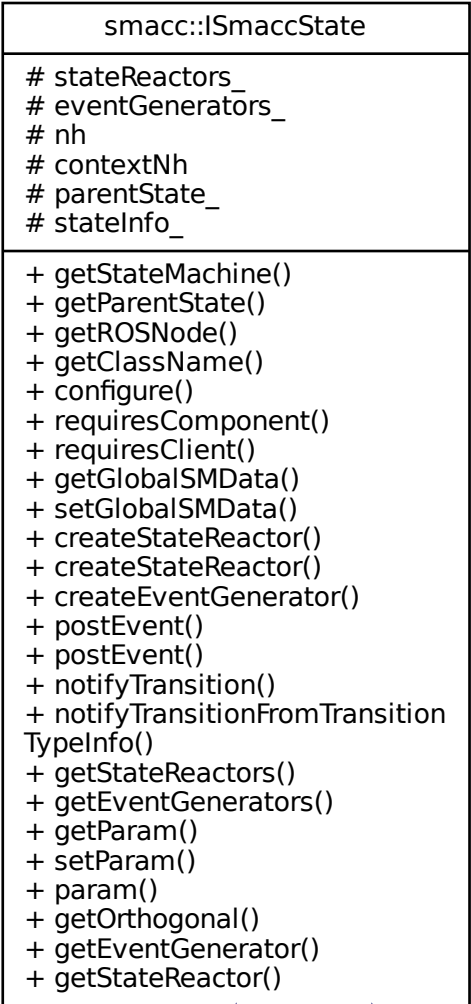 smacc::ISmaccState
# stateReactors_
# eventGenerators_
# nh
# contextNh
# parentState_
# stateInfo_
+ getStateMachine()
+ getParentState()
+ getROSNode()
+ getClassName()
+ configure()
+ requiresComponent()
+ requiresClient()
+ getGlobalSMData()
+ setGlobalSMData()
+ createStateReactor()
+ createStateReactor()
+ createEventGenerator()
+ postEvent()
+ postEvent()
+ notifyTransition()
+ notifyTransitionFromTransition
TypeInfo()
+ getStateReactors()
+ getEventGenerators()
+ getParam()
+ setParam()
+ param()
+ getOrthogonal()
+ getEventGenerator()
+ getStateReactor()